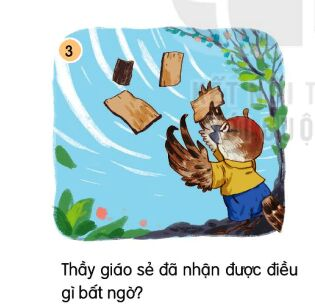 3
Thầy giáo sẻ đã nhận được điều
gì bất ngờ?